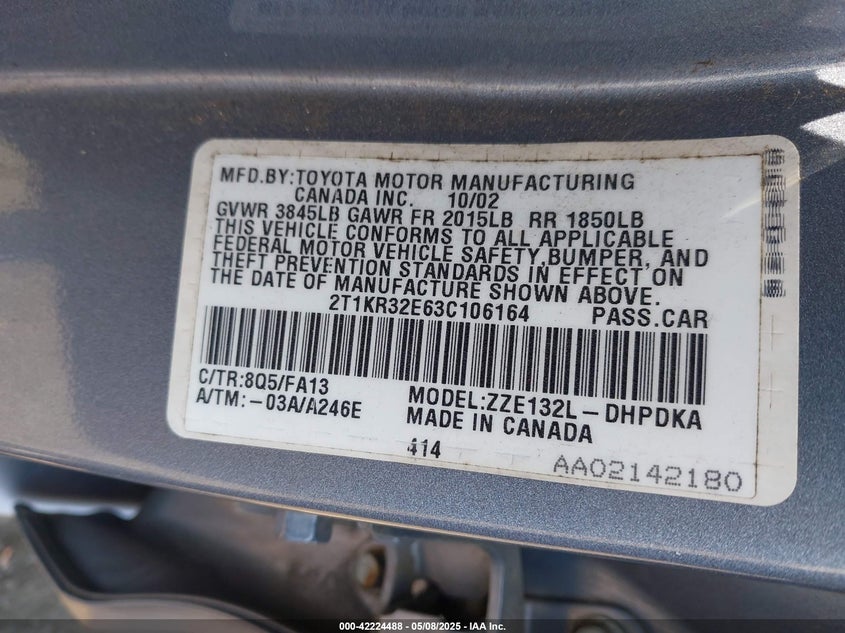 MFD.BY:TOYOTA MOTOR MANUFACTURING
CANADA INC. 10/02
GVWR 3845LB GAWR FR 2015LB RR 1850LB
THIS VEHICLE CONFORMS TO ALL APPLICABLE
FEDERAL MOTOR VEHICLE SAFETY,BUMPER, AND
THEFT PREVENTION STANDARDS IN EFFECT ON
THE DATE OF MANUFACTURE SHOWN ABOVE.
2T1KR32E63C106164 PASS.CAR
C/TR:8Q5/FA13 MODEL:ZZE132L-DHPDKA
A/TM:-03A/A246E MADE IN CANADA
414 AA02142180
000-42224488 - 05/08/2025 - IAA Inc.